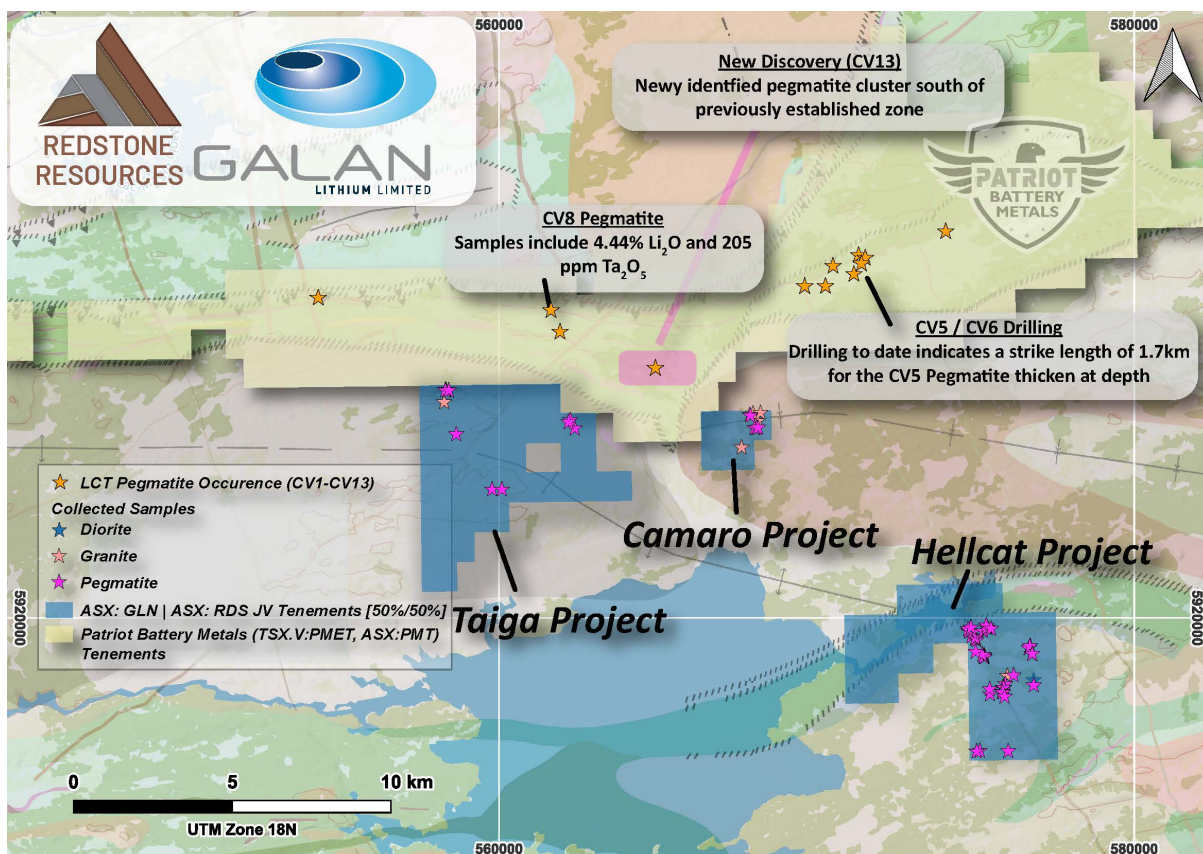 560000
580000
REDSTONE
RESOURCES
GALAN
LITHIUM LIMITED
New Discovery (CV13)
Newy identfied pegmatite cluster south of
previously established zone
PATRIOT
BATTERY
METALS
CV8 Pegmatite
Samples include 4.44% Li₂O and 205
ppm Ta₂O₅
CV5 / CV6 Drilling
Drilling to date indicates a strike length of 1.7km
for the CV5 Pegmatite thicken at depth
LCT Pegmatite Occurence (CV1-CV13)
Collected Samples
Diorite
Granite
Pegmatite
ASX: GLN | ASX: RDS JV Tenements [50%/50%]
Patriot Battery Metals (TSX.V:PMET, ASX:PMT)
Tenements
Camaro Project
Hellcat Project
Taiga Project
5920000
5920000
0 5 10 km
UTM Zone 18N
560000
580000